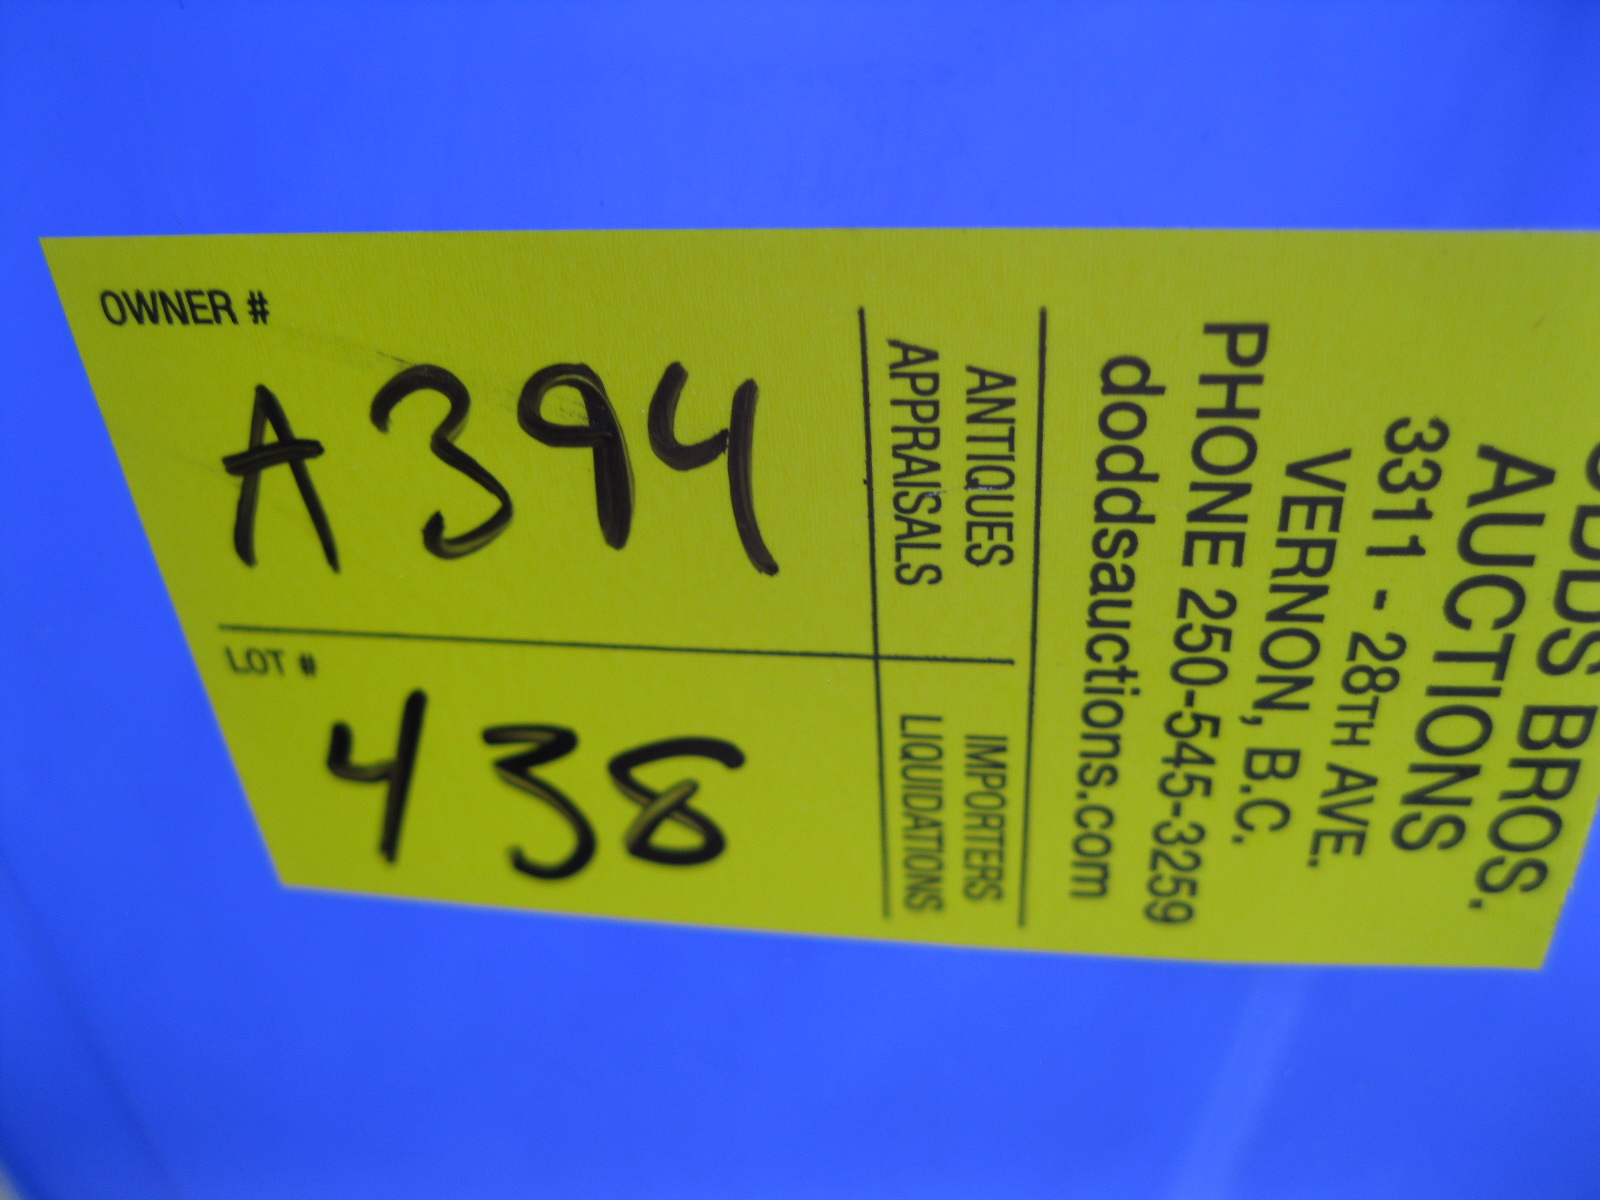 OWNER #
A394
LOT #
438
ANTIQUES
APPRAISALS
IMPORTERS
LIQUIDATIONS
BROS.
AUCTIONS
3311 - 28TH AVE.
VERNON, B.C.
PHONE 250-545-3259
doddsauctions.com